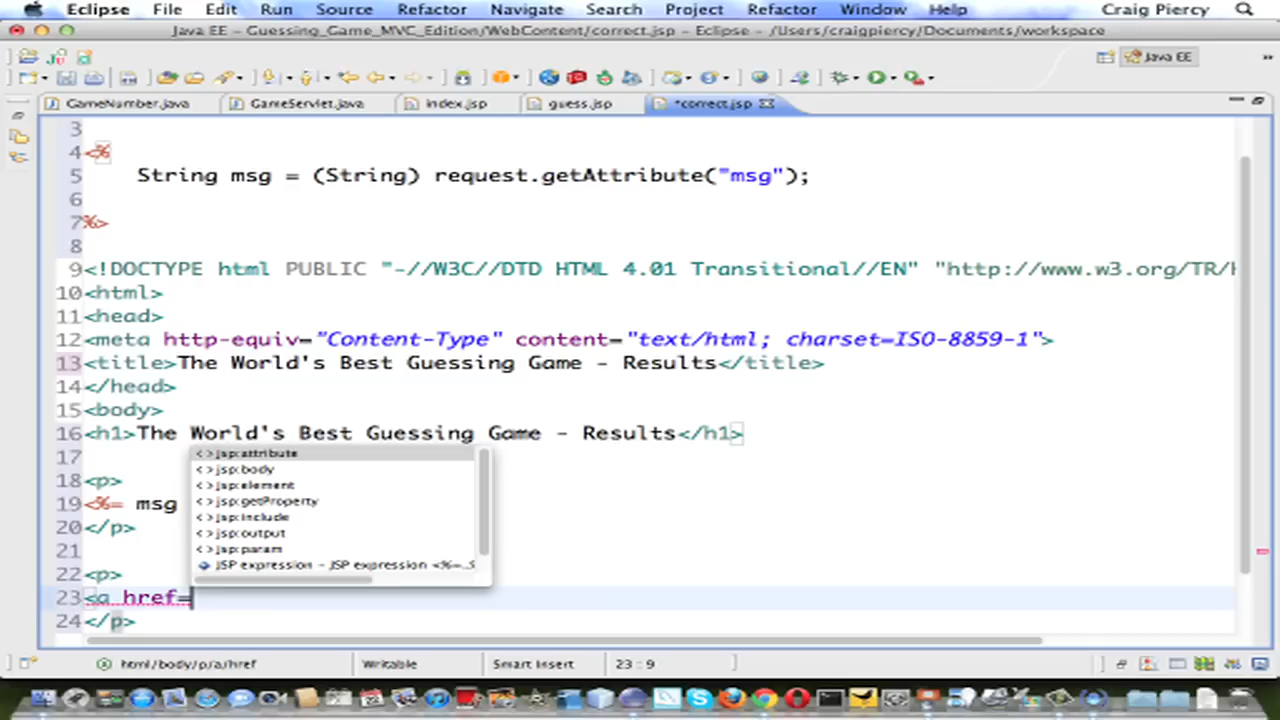 Eclipse File Edit Run Source Refactor Navigate Search Project Refactor Window Help Craig Piercy
Java EE - Guessing_Game_MVC_Edition/WebContent/correct.jsp - Eclipse - /Users/craigpiercy/Documents/workspace
Java EE
GameNumber.java GameServlet.java index.jsp guess.jsp *correct.jsp
3
4 <%
5 String msg = (String) request.getAttribute("msg");
6
7 %>
8
9 <!DOCTYPE html PUBLIC "-//W3C//DTD HTML 4.01 Transitional//EN" "http://www.w3.org/TR/
10 <html>
11 <head>
12 <meta http-equiv="Content-Type" content="text/html; charset=ISO-8859-1">
13 <title>The World's Best Guessing Game - Results</title>
14 </head>
15 <body>
16 <h1>The World's Best Guessing Game - Results</h1>
17
18 <p>
19 <%= msg
20 </p>
21
22 <p>
23 <a href=
24 </p>
<> jsp:attribute
<> jsp:body
<> jsp:element
<> jsp:getProperty
<> jsp:include
<> jsp:output
<> jsp:param
JSP expression - JSP expression <%=..
html/body/p/a/href Writable Smart Insert 23 : 9